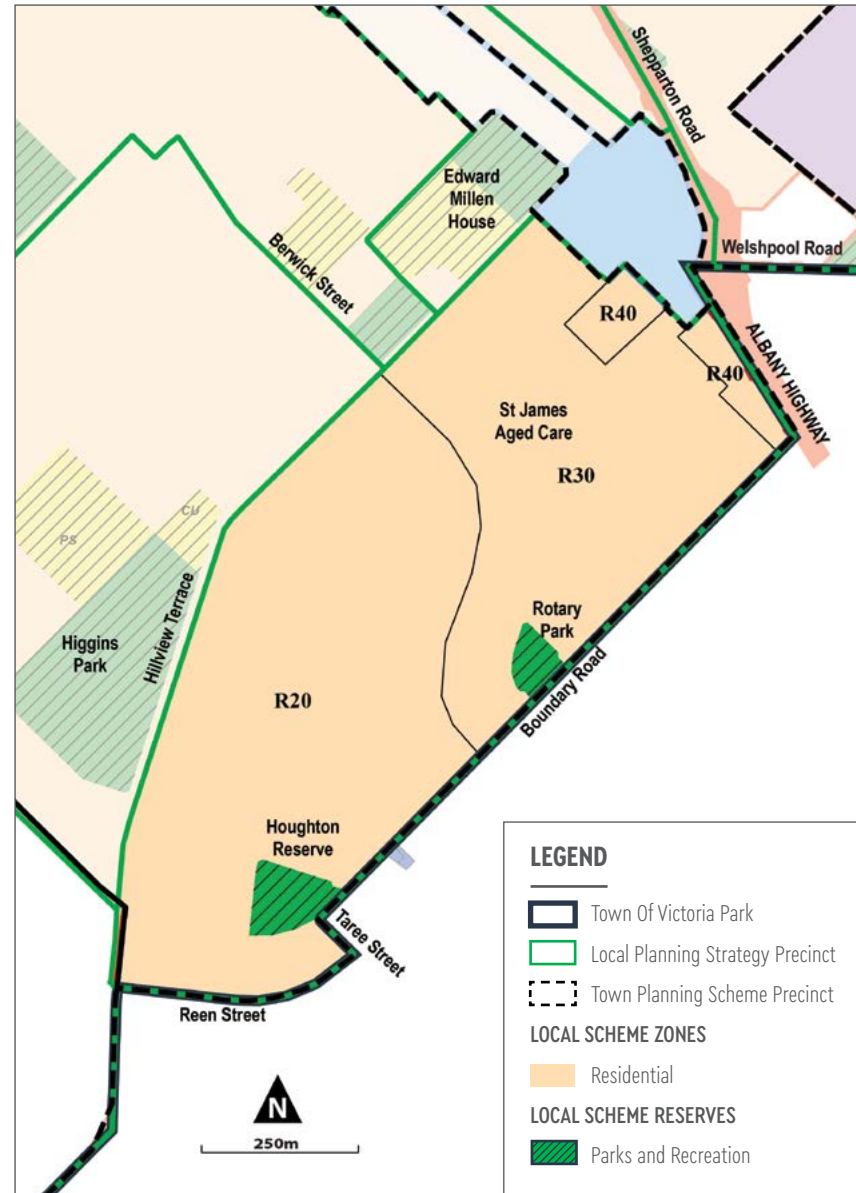 Shepparton Road
Edward
Millen
House
Welshpool Road
Berwick Street
R40
ALBANY HIGHWAY
R40
St James
Aged Care
R30
PS
CU
Hillview Terrace
Higgins
Park
Rotary
Park
R20
Boundary Road
Houghton
Reserve
Taree Street
Reen Street
N
250m
LEGEND
Town Of Victoria Park
Local Planning Strategy Precinct
Town Planning Scheme Precinct
LOCAL SCHEME ZONES
Residential
LOCAL SCHEME RESERVES
Parks and Recreation